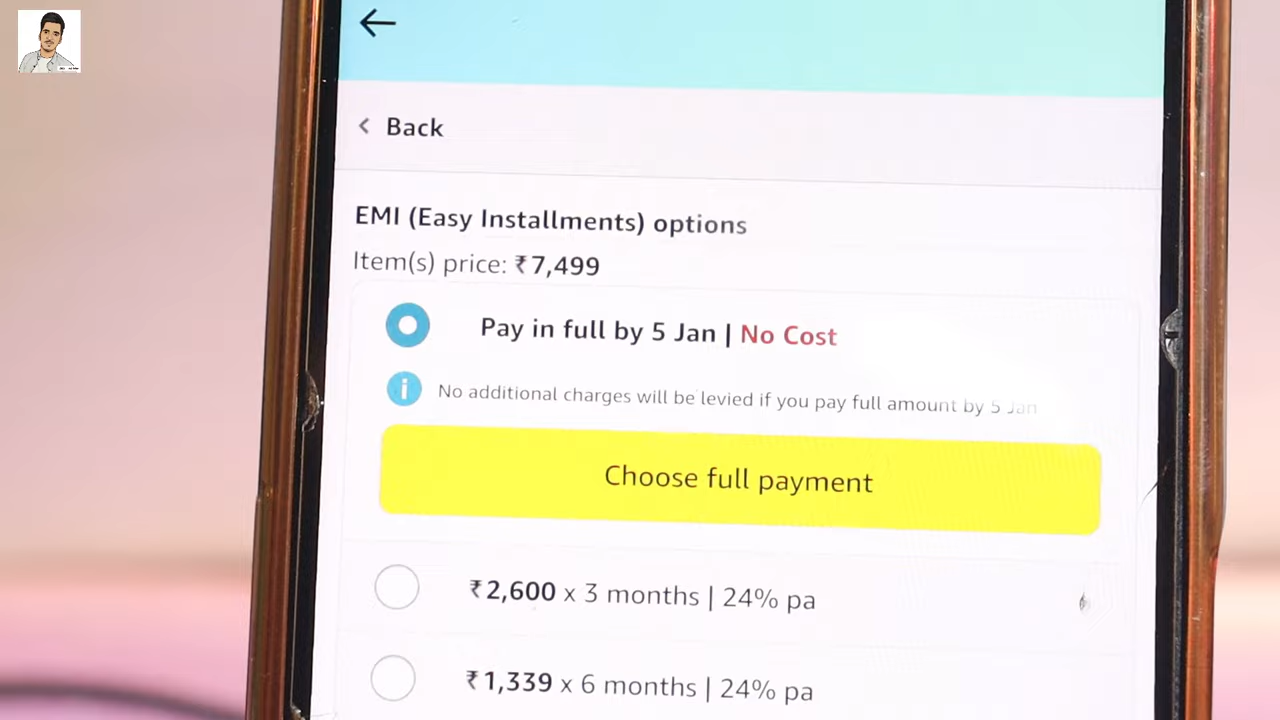 Back
EMI (Easy Installments) options
Item(s) price: ₹7,499
Pay in full by 5 Jan | No Cost
i
No additional charges will be levied if you pay full amount by 5 Jan
Choose full payment
₹2,600 x 3 months | 24% pa
₹1,339 x 6 months | 24% pa